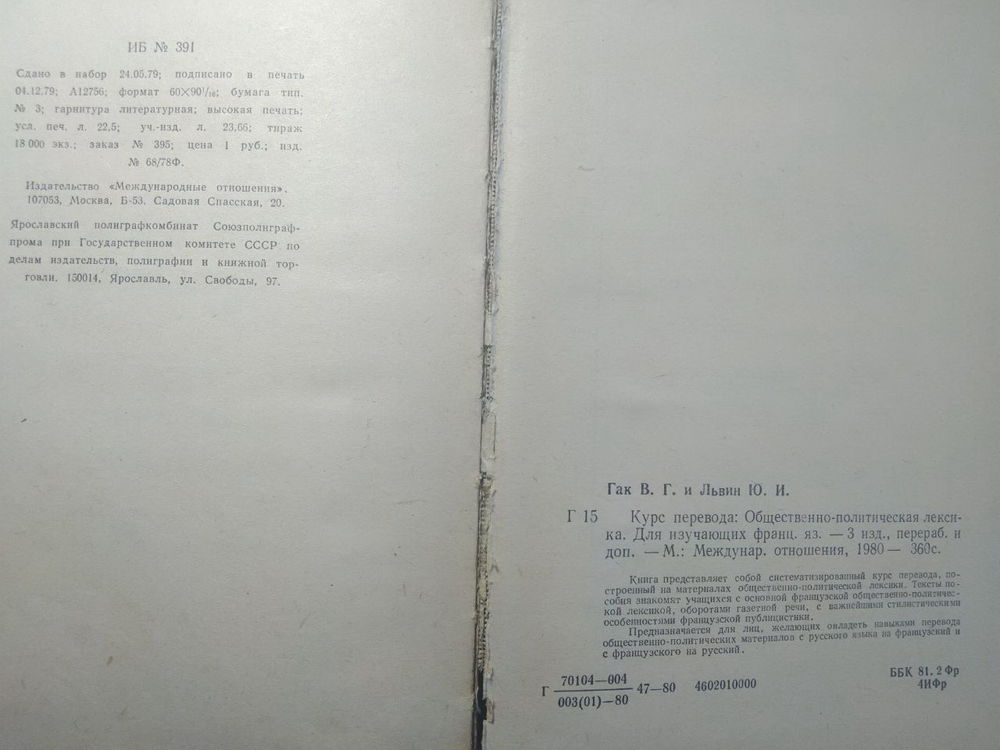 ИБ № 391
Сдано в набор 24.05.79; подписано в печать
04.12.79; А12756; формат 60×90¹/₁₆; бумага тип.
№ 3; гарнитура литературная; высокая печать;
усл. печ. л. 22,5; уч.-изд. л. 23,66; тираж
18 000 экз.; заказ № 395; цена 1 руб.; изд.
№ 68/78Ф.
Издательство «Международные отношения»,
107053, Москва, Б-53. Садовая Спасская, 20.
Ярославский полиграфкомбинат Союзполиграф-
прома при Государственном комитете СССР по
делам издательств, полиграфии и книжной тор-
говли. 150014, Ярославль, ул. Свободы, 97.
Гак В. Г. и Львин Ю. И.
Г 15 Курс перевода: Общественно-политическая лекси-
ка. Для изучающих франц. яз. — 3 изд., перераб. и
доп. — М.: Междунар. отношения, 1980 — 360с.
Книга представляет собой систематизированный курс перевода, по-
строенный на материалах общественно-политической лексики. Тексты по-
собия знакомят учащихся с основной французской общественно-политичес-
кой лексикой, оборотами газетной речи, с важнейшими стилистическими
особенностями французской публицистики.
Предназначается для лиц, желающих овладеть навыками перевода
общественно-политических материалов с русского языка на французский и
с французского на русский.
Г 70104—004
003(01)—80 47—80 4602010000
ББК 81.2Фр
4ИФр